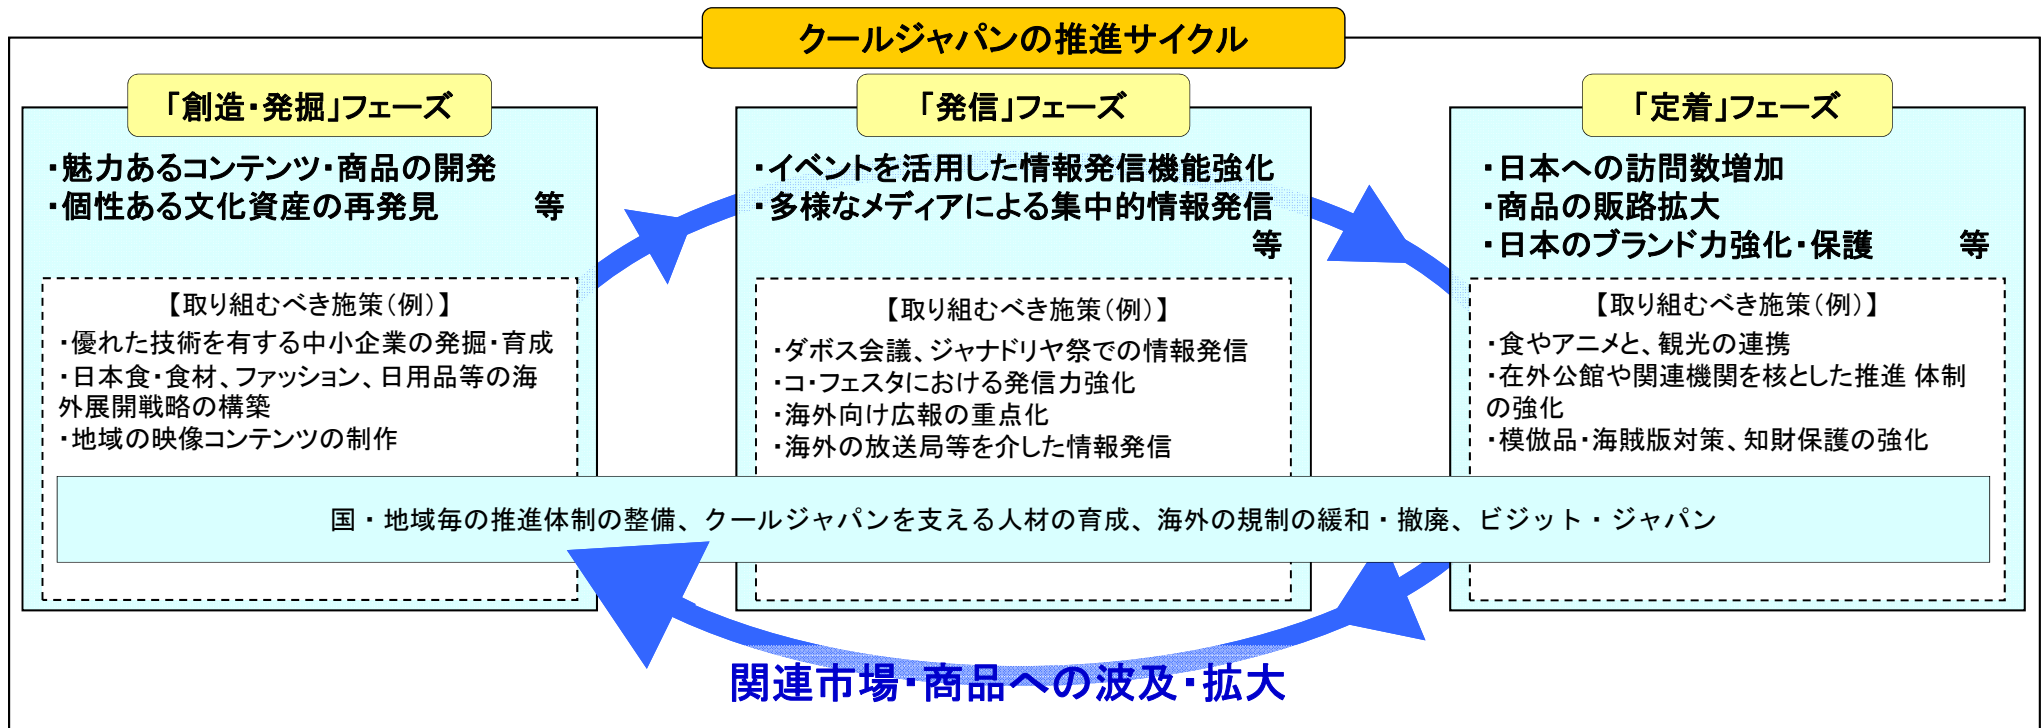 クールジャパンの推進サイクル
「創造・発掘」フェーズ
・魅力あるコンテンツ・商品の開発
・個性ある文化資産の再発見　　　等
【取り組むべき施策（例）】
・優れた技術を有する中小企業の発掘・育成
・日本食・食材、ファッション、日用品等の海
外展開戦略の構築
・地域の映像コンテンツの制作
「発信」フェーズ
・イベントを活用した情報発信機能強化
・多様なメディアによる集中的情報発信
等
【取り組むべき施策（例）】
・ダボス会議、ジャナドリヤ祭での情報発信
・コ・フェスタにおける発信力強化
・海外向け広報の重点化
・海外の放送局等を介した情報発信
「定着」フェーズ
・日本への訪問数増加
・商品の販路拡大
・日本のブランド力強化・保護　　　等
【取り組むべき施策（例）】
・食やアニメと、観光の連携
・在外公館や関連機関を核とした推進 体制
の強化
・模倣品・海賊版対策、知財保護の強化
国・地域毎の推進体制の整備、クールジャパンを支える人材の育成、海外の規制の緩和・撤廃、ビジット・ジャパン
関連市場・商品への波及・拡大